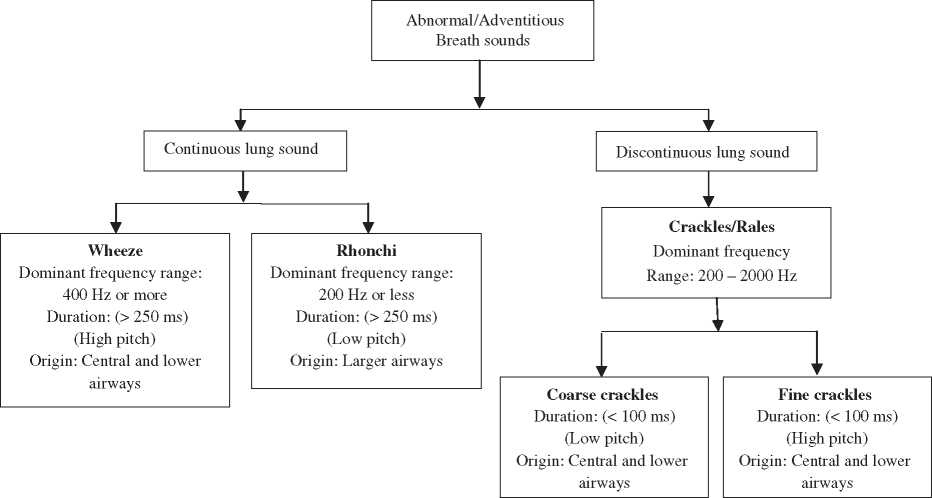 Abnormal/Adventitious
Breath sounds
Continuous lung sound
Discontinuous lung sound
Wheeze
Dominant frequency range:
400 Hz or more
Duration: (> 250 ms)
(High pitch)
Origin: Central and lower
airways
Rhonchi
Dominant frequency range:
200 Hz or less
Duration: (> 250 ms)
(Low pitch)
Origin: Larger airways
Crackles/Rales
Dominant frequency
Range: 200 – 2000 Hz
Coarse crackles
Duration: (< 100 ms)
(Low pitch)
Origin: Central and lower
airways
Fine crackles
Duration: (< 100 ms)
(High pitch)
Origin: Central and lower
airways